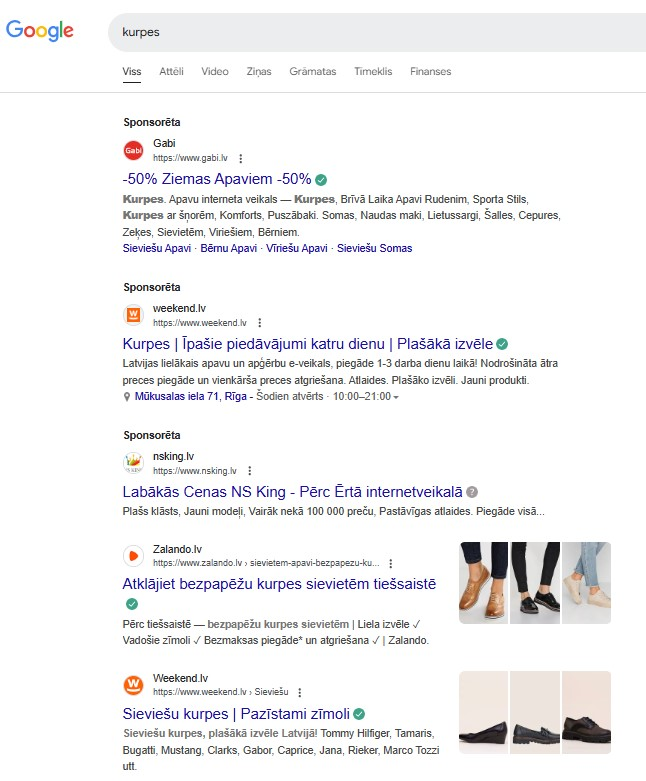 Google
kurpes
Viss Attēli Video Ziņas Grāmatas Tīmeklis Finanses
Sponsorēta
Gabi
Gabi
https://www.gabi.lv
-50% Ziemas Apaviem -50%
Kurpes. Apavu interneta veikals — Kurpes, Brīvā Laika Apavi Rudenim, Sporta Stils,
Kurpes ar šņorēm, Komforts, Puszābaki. Somas, Naudas maki, Lietussargi, Šalles, Cepures,
Zeķes, Sievietēm, Vīriešiem, Bērniem.
Sieviešu Apavi · Bērnu Apavi · Vīriešu Apavi · Sieviešu Somas
Sponsorēta
weekend.lv
https://www.weekend.lv
Kurpes | Īpašie piedāvājumi katru dienu | Plašākā izvēle
Latvijas lielākais apavu un apģērbu e-veikals, piegāde 1-3 darba dienu laikā! Nodrošināta ātra
preces piegāde un vienkārša preces atgriešana. Atlaides. Plašāko izvēli. Jauni produkti.
Mūkusalas iela 71, Rīga - Šodien atvērts · 10:00–21:00
Sponsorēta
nsking.lv
https://www.nsking.lv
Labākās Cenas NS King - Pērc Ērtā internetveikalā
Plašs klāsts, Jauni modeļi, Vairāk nekā 100 000 preču, Pastāvīgas atlaides. Piegāde visā...
Zalando.lv
https://www.zalando.lv › sievietem-apavi-bezpapezu-ku...
Atklājiet bezpapēžu kurpes sievietēm tiešsaistē
Pērc tiešsaistē — bezpapēžu kurpes sievietēm | Liela izvēle ✓
Vadošie zīmoli ✓ Bezmaksas piegāde* un atgriešana ✓ | Zalando.
Weekend.lv
https://www.weekend.lv › Sieviešu
Sieviešu kurpes | Pazīstami zīmoli
Sieviešu kurpes, plašākā izvēle Latvijā! Tommy Hilfiger, Tamaris,
Bugatti, Mustang, Clarks, Gabor, Caprice, Jana, Rieker, Marco Tozzi
utt.